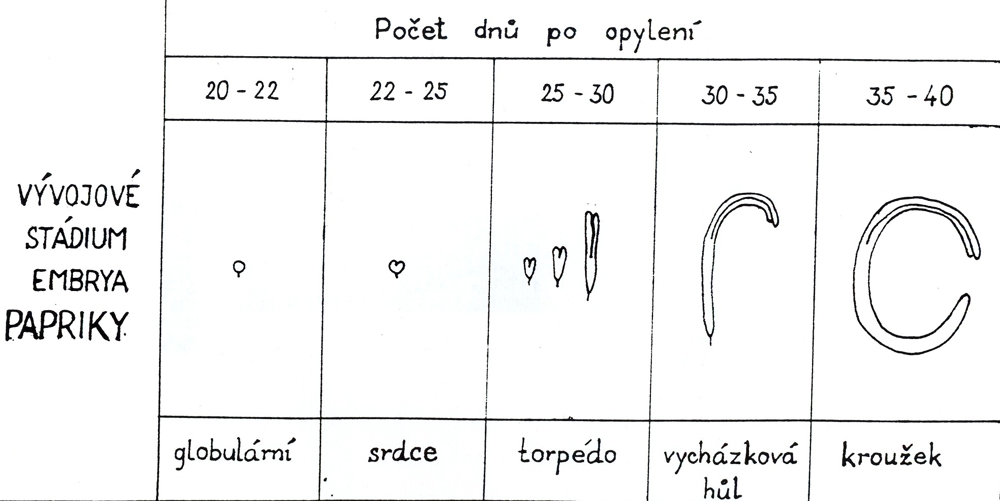 Počet dnů po opylení
20 - 22 22 - 25 25 - 30 30 - 35 35 - 40
VÝVOJOVÉ
STÁDIUM
EMBRYA
PAPRIKY
globulární srdce torpédo vycházková kroužek
hůl